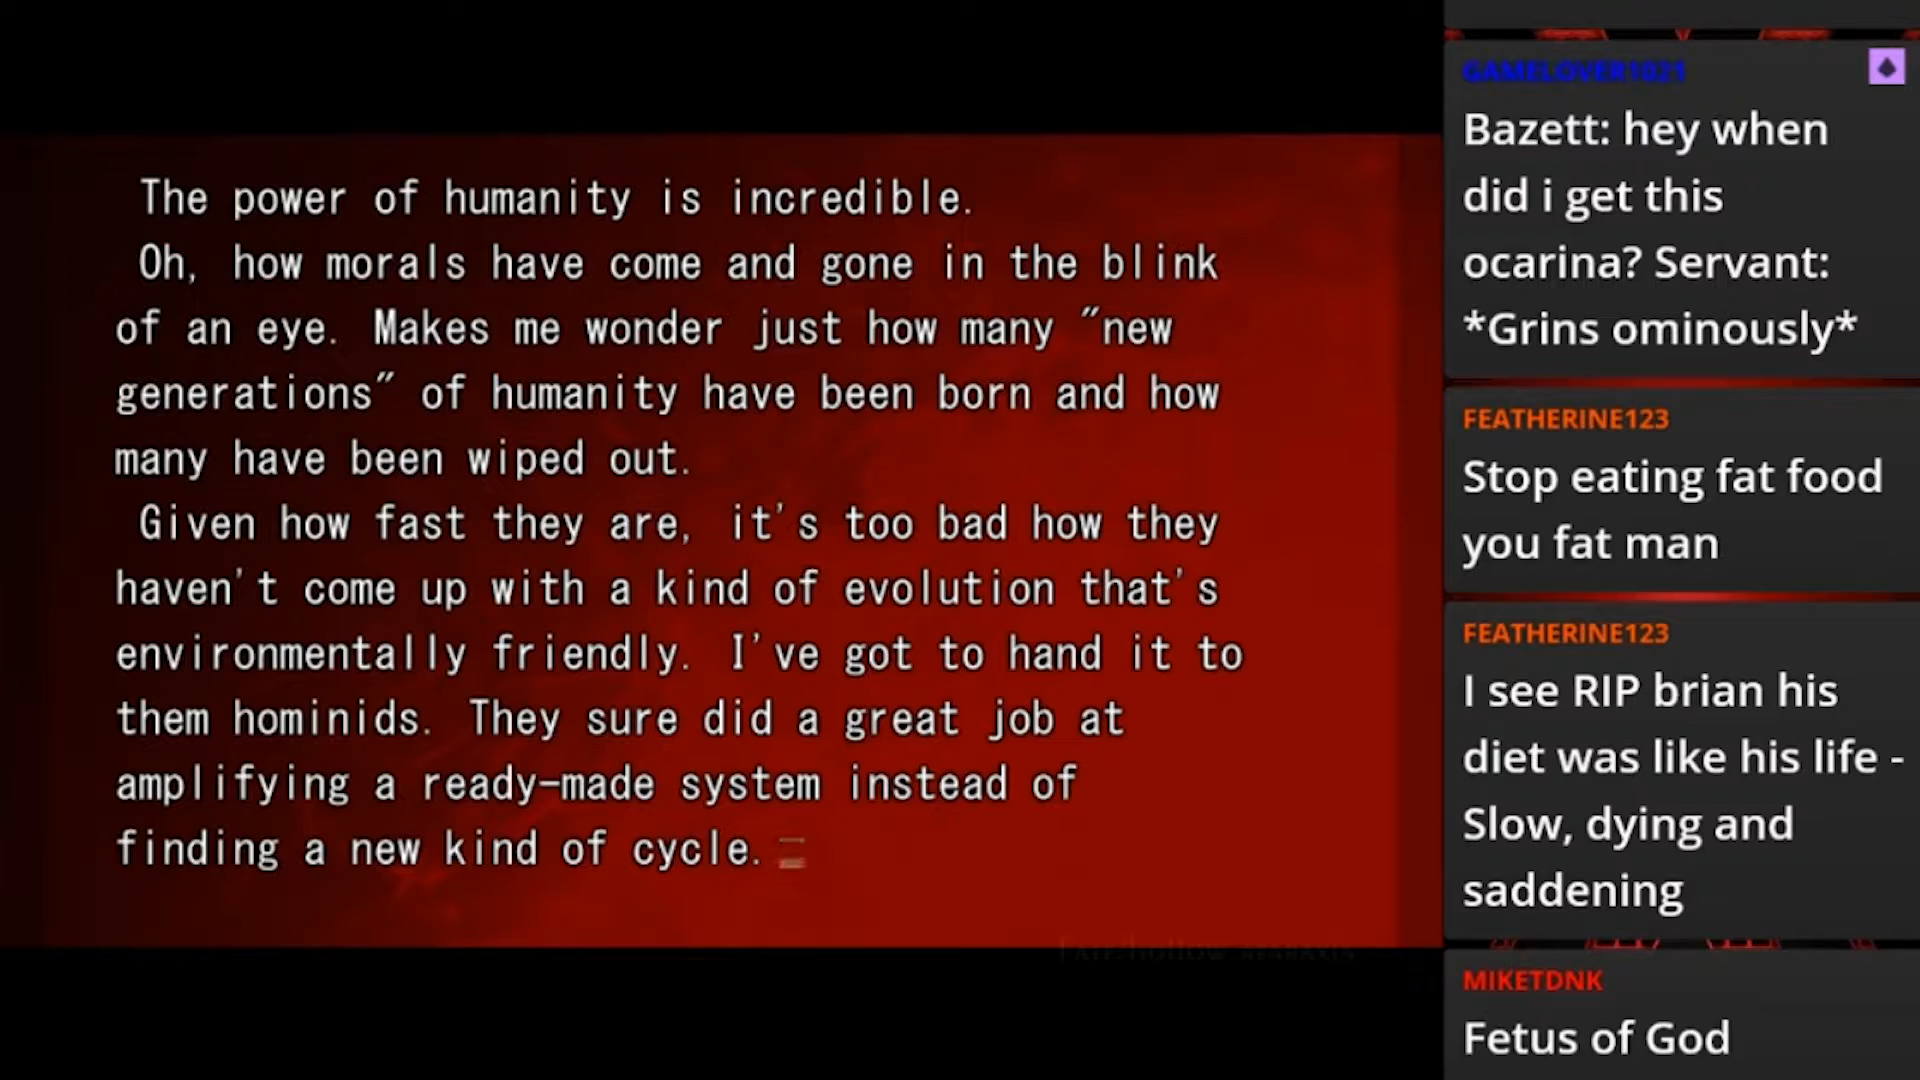 The power of humanity is incredible.
Oh, how morals have come and gone in the blink
of an eye. Makes me wonder just how many "new
generations" of humanity have been born and how
many have been wiped out.
Given how fast they are, it's too bad how they
haven't come up with a kind of evolution that's
environmentally friendly. I've got to hand it to
them hominids. They sure did a great job at
amplifying a ready-made system instead of
finding a new kind of cycle.
GAMELOVER1021
Bazett: hey when
did i get this
ocarina? Servant:
*Grins ominously*
FEATHERINE123
Stop eating fat food
you fat man
FEATHERINE123
I see RIP brian his
diet was like his life -
Slow, dying and
saddening
MIKETDNK
Fetus of God